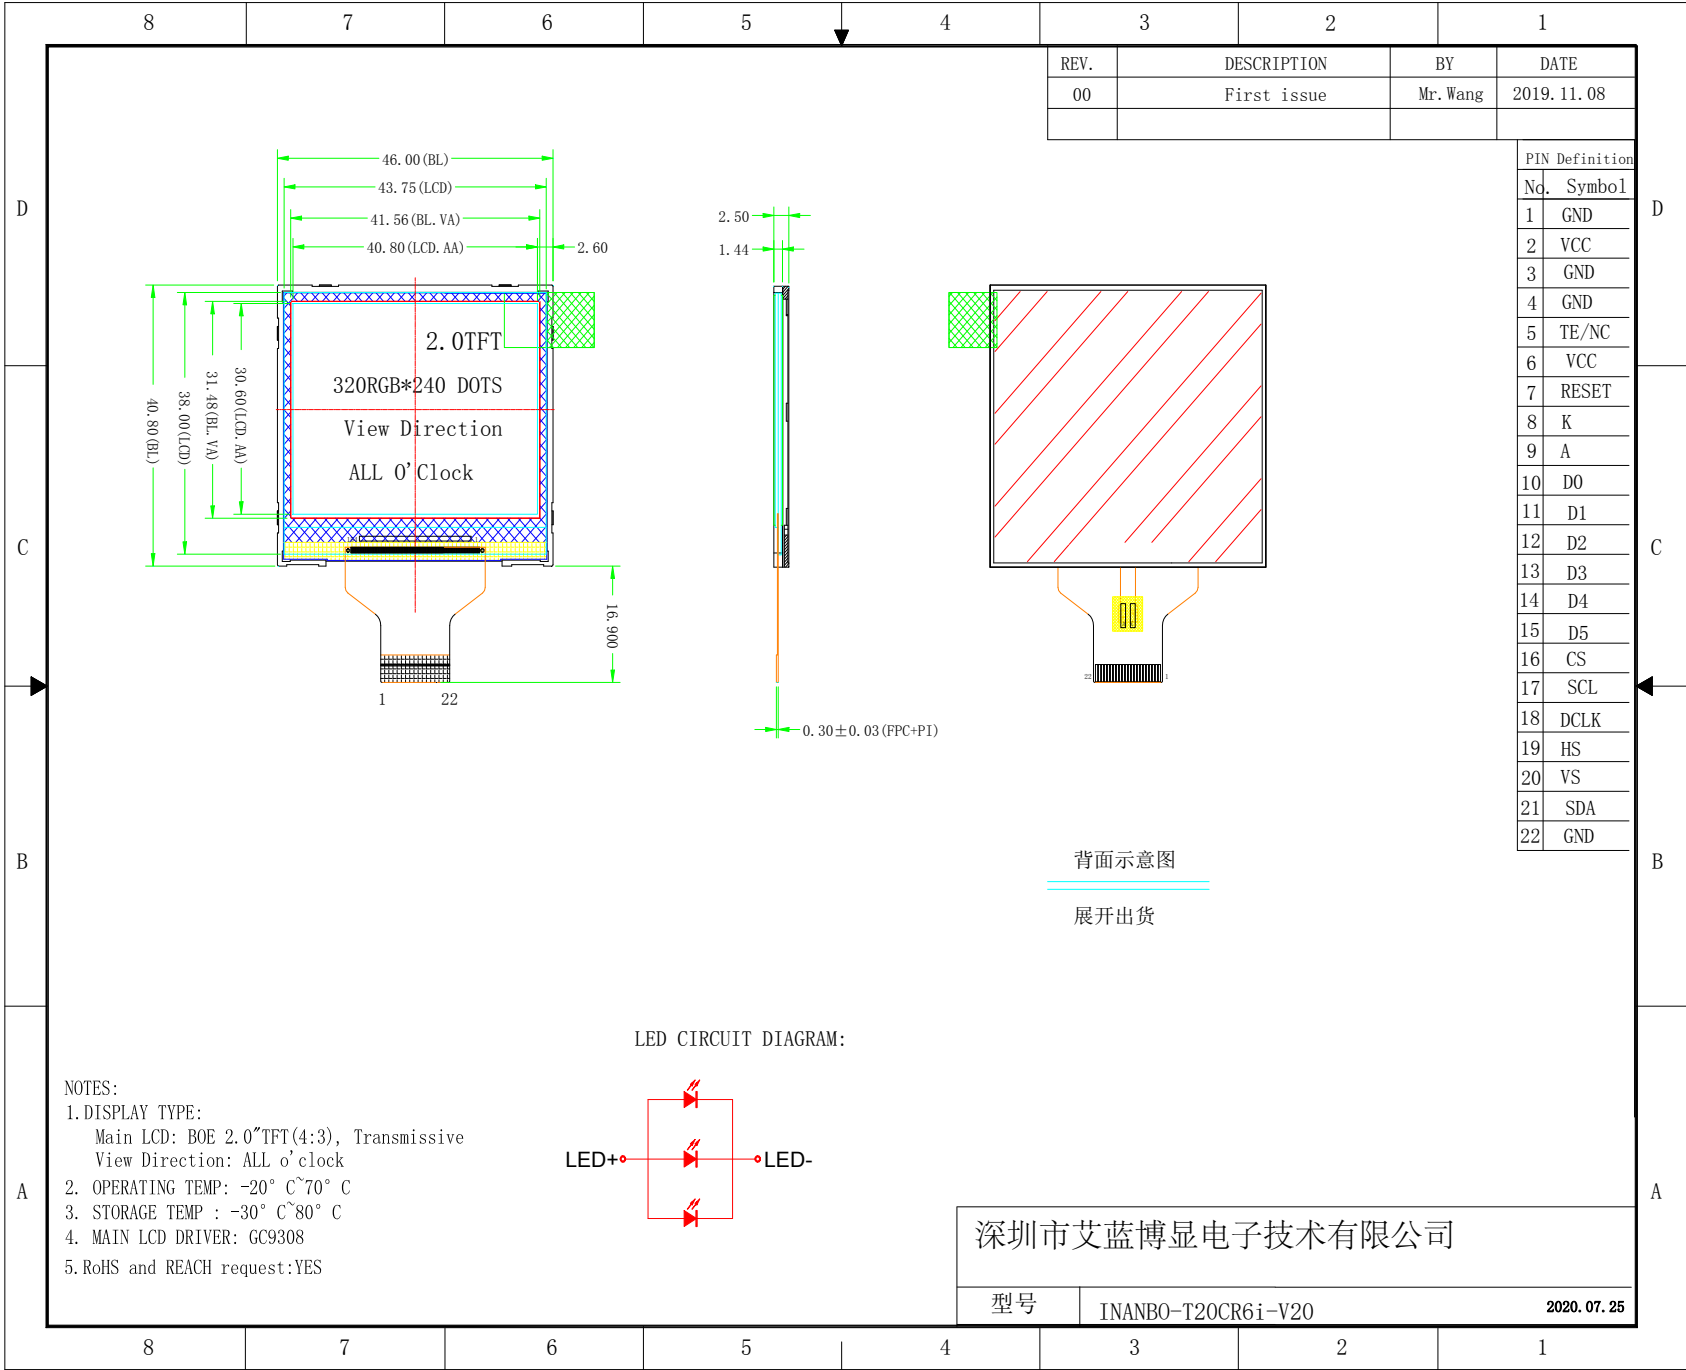 8 7 6 5 4 3 2 1
REV. DESCRIPTION BY DATE
00 First issue Mr.Wang 2019.11.08
PIN Definition
No. Symbol
1 GND
2 VCC
3 GND
4 GND
5 TE/NC
6 VCC
7 RESET
8 K
9 A
10 D0
11 D1
12 D2
13 D3
14 D4
15 D5
16 CS
17 SCL
18 DCLK
19 HS
20 VS
21 SDA
22 GND
D
D
C
C
B
B
A
A
46.00(BL)
43.75(LCD)
41.56(BL.VA)
40.80(LCD.AA)
2.60
40.80(BL)
38.00(LCD)
31.48(BL.VA)
30.60(LCD.AA)
2.0TFT
320RGB*240 DOTS
View Direction
ALL O'Clock
16.900
1 22
2.50
1.44
0.30±0.03(FPC+PI)
22 1
背面示意图
展开出货
LED CIRCUIT DIAGRAM:
LED+ LED-
NOTES:
1.DISPLAY TYPE:
Main LCD: BOE 2.0"TFT(4:3), Transmissive
View Direction: ALL o'clock
2. OPERATING TEMP: -20° C~70° C
3. STORAGE TEMP : -30° C~80° C
4. MAIN LCD DRIVER: GC9308
5.RoHS and REACH request:YES
深圳市艾蓝博显电子技术有限公司
型号 INANBO-T20CR6i-V20 2020.07.25
8 7 6 5 4 3 2 1